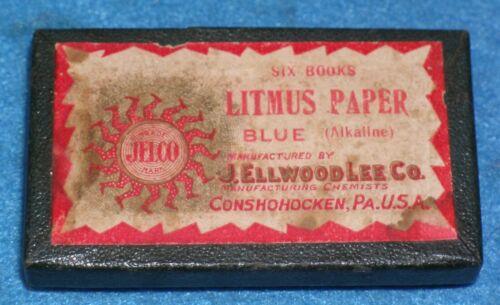 SIX BOOKS
LITMUS PAPER
BLUE (Alkaline)
MANUFACTURED BY
J. ELLWOOD LEE CO.
MANUFACTURING CHEMISTS
CONSHOHOCKEN, PA. U.S.A.
TRADE
JELCO
MARK